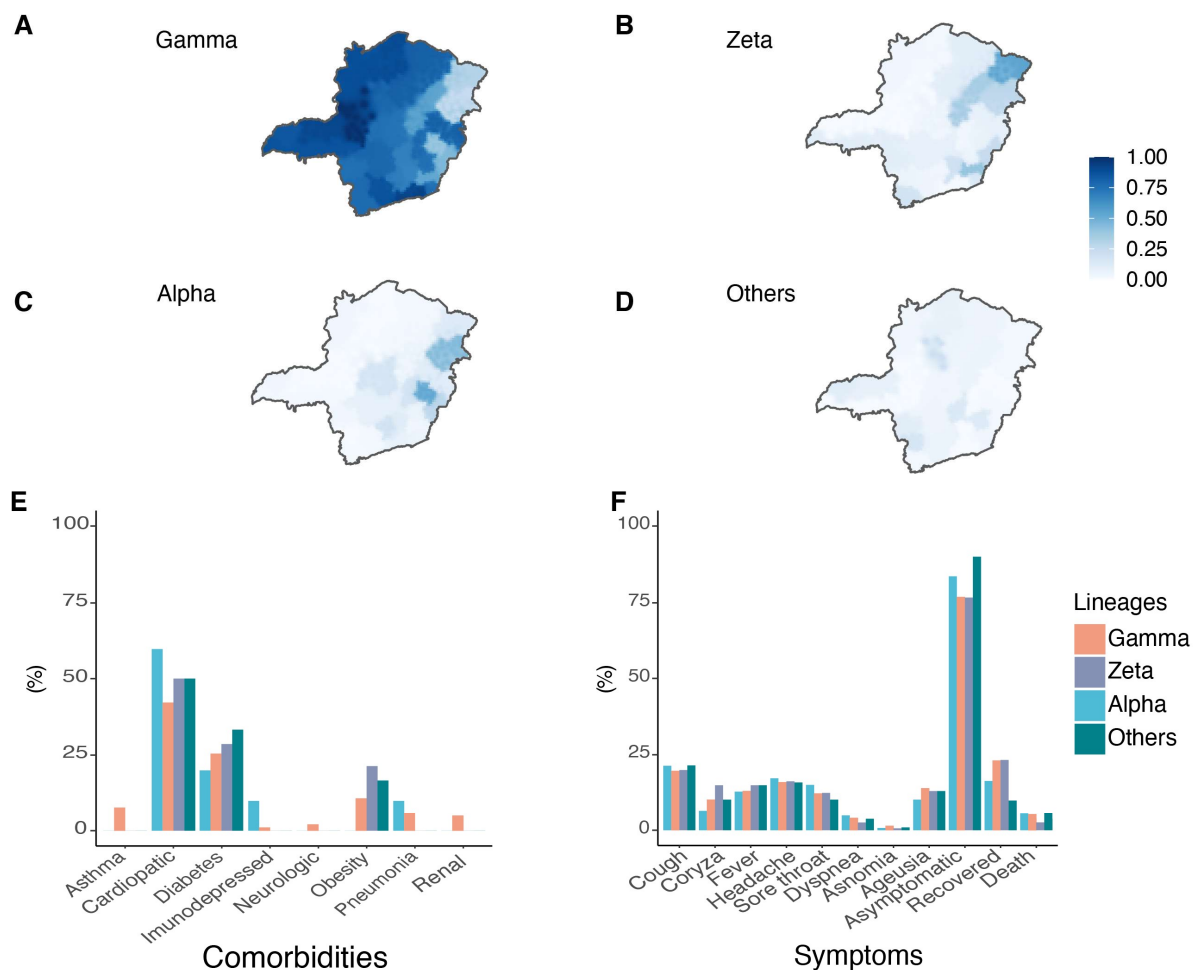 A
Gamma
B
Zeta
1.00
0.75
0.50
0.25
0.00
C
Alpha
D
Others
E
100
75
50
25
0
(%)
Asthma
Cardiopatic
Diabetes
Imunodepressed
Neurologic
Obesity
Pneumonia
Renal
Comorbidities
F
100
75
50
25
0
(%)
Cough
Coryza
Fever
Headache
Sore throat
Dyspnea
Asnomia
Ageusia
Asymptomatic
Recovered
Death
Symptoms
Lineages
Gamma
Zeta
Alpha
Others